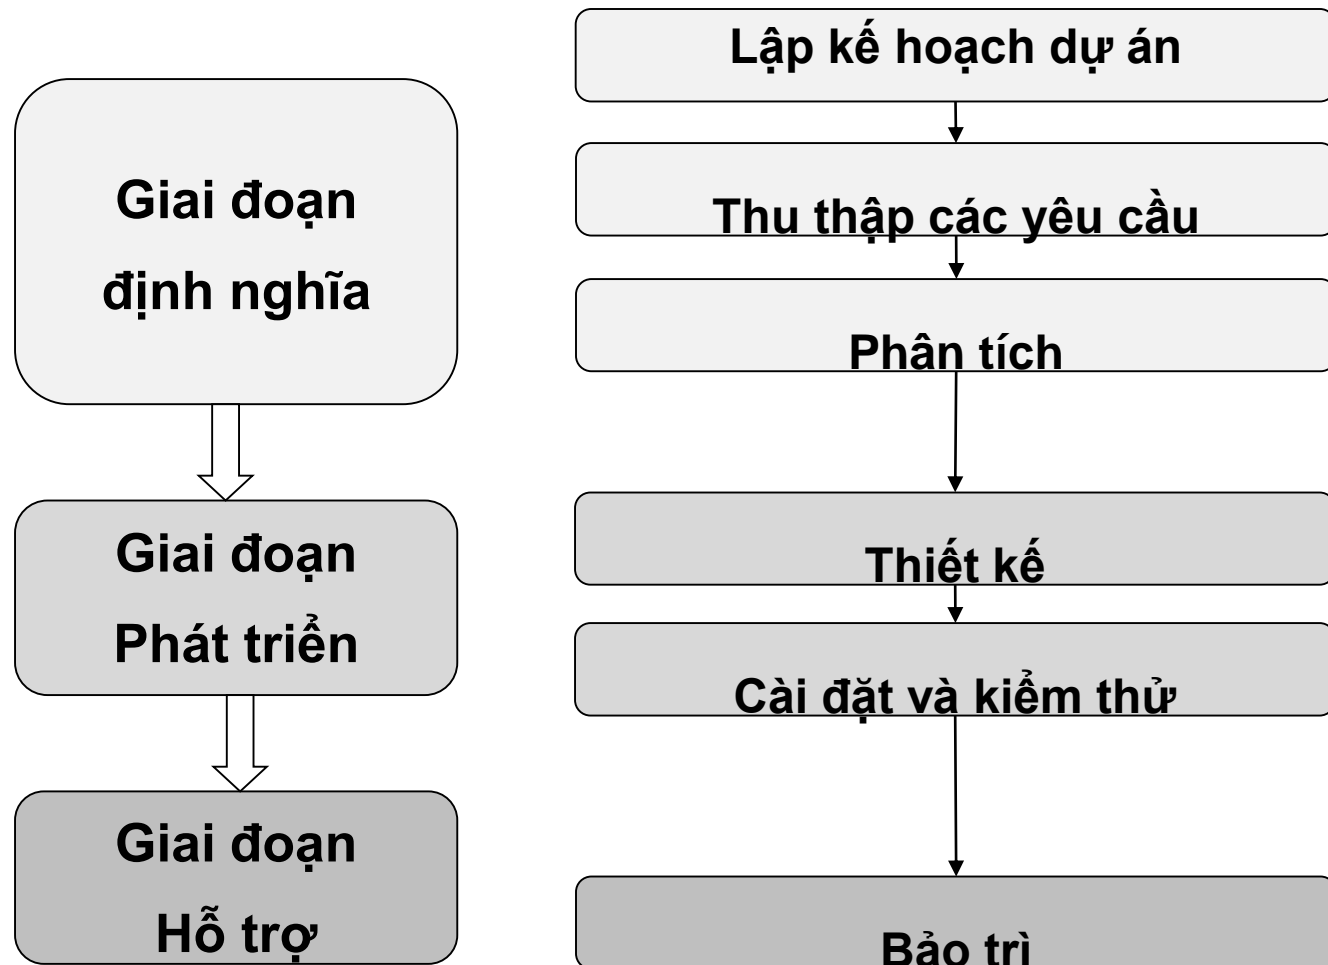 Lập kế hoạch dự án
Giai đoạn
định nghĩa
Thu thập các yêu cầu
Phân tích
Giai đoạn
Phát triển
Thiết kế
Cài đặt và kiểm thử
Giai đoạn
Hỗ trợ
Bảo trì